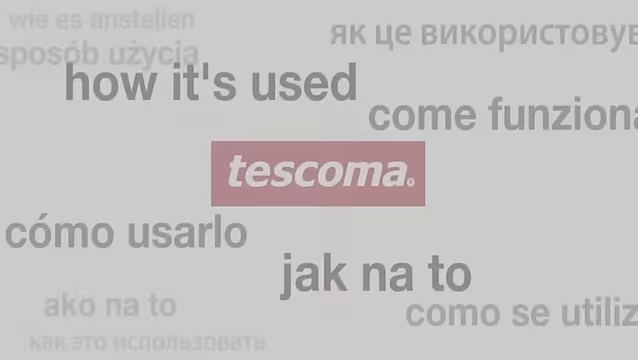 wie es anstellen
як це використовув
sposób użycia
how it's used
come funziona
tescoma®
cómo usarlo
jak na to
ako na to
como se utiliz
как это использовать